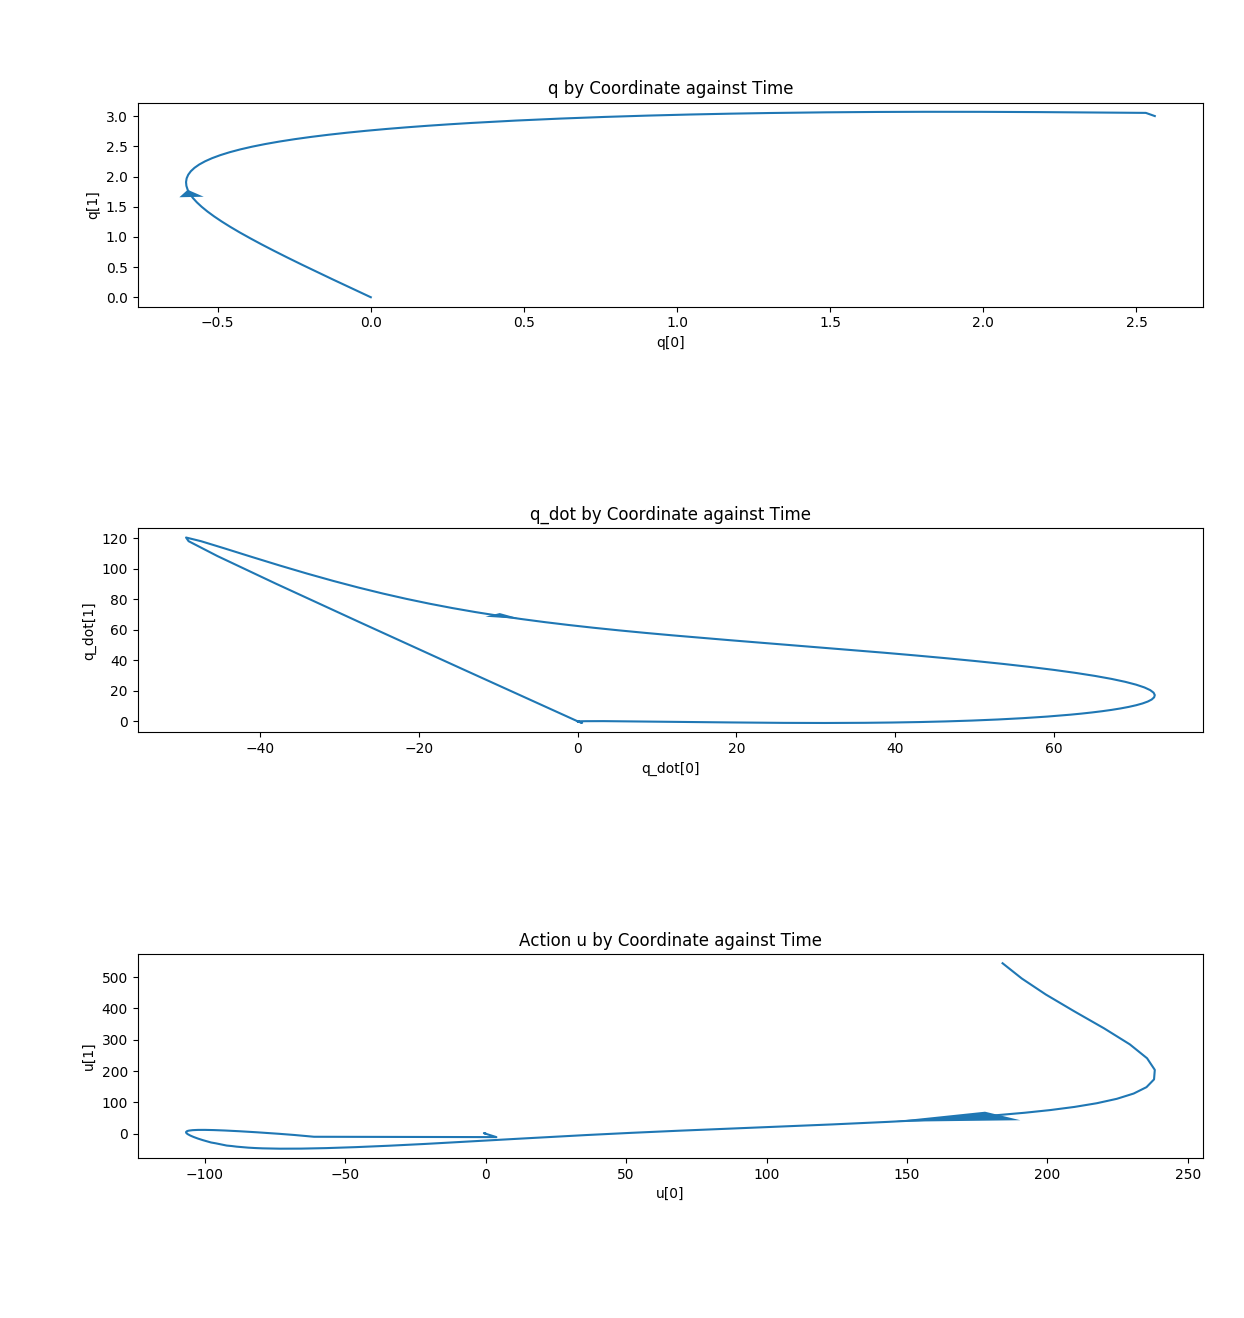 q by Coordinate against Time
3.0
2.5
2.0
1.5
1.0
0.5
0.0
q[1]
−0.5 0.0 0.5 1.0 1.5 2.0 2.5
q[0]
q_dot by Coordinate against Time
120
100
80
60
40
20
0
q_dot[1]
−40 −20 0 20 40 60
q_dot[0]
Action u by Coordinate against Time
500
400
300
200
100
0
u[1]
−100 −50 0 50 100 150 200 250
u[0]